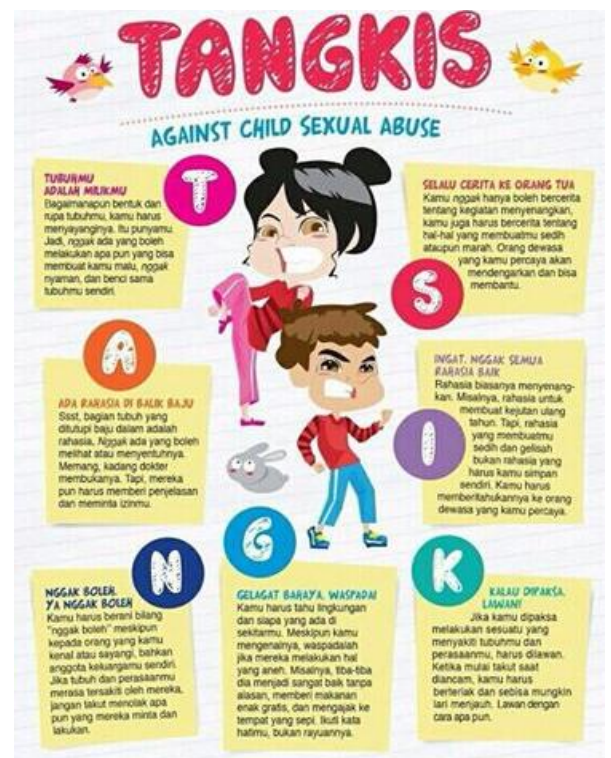 TANGKIS
AGAINST CHILD SEXUAL ABUSE
T
TUBUHMU
ADALAH MILIKMU
Bagaimanapun bentuk dan
rupa tubuhmu, kamu harus
menyayanginya. Itu punyamu.
Jadi, nggak ada yang boleh
melakukan apa pun yang bisa
membuat kamu malu, nggak
nyaman, dan benci sama
tubuhmu sendiri.
A
ADA RAHASIA DI BALIK BAJU
Ssst, bagian tubuh yang
ditutupi baju dalam adalah
rahasia. Nggak ada yang boleh
melihat atau menyentuhnya.
Memang, kadang dokter
membukanya. Tapi, mereka
pun harus memberi penjelasan
dan meminta izinmu.
N
NGGAK BOLEH,
YA NGGAK BOLEH
Kamu harus berani bilang
"nggak boleh" meskipun
kepada orang yang kamu
kenal atau sayangi, bahkan
anggota keluargamu sendiri.
Jika tubuh dan perasaanmu
merasa tersakiti oleh mereka,
jangan takut menolak apa
pun yang mereka minta dan
lakukan.
G
GELAGAT BAHAYA, WASPADA!
Kamu harus tahu lingkungan
dan siapa yang ada di
sekitarmu. Meskipun kamu
mengenalnya, waspadalah
jika mereka melakukan hal
yang aneh. Misalnya, tiba-tiba
dia menjadi sangat baik tanpa
alasan, memberi makanan
enak gratis, dan mengajak ke
tempat yang sepi. Ikuti kata
hatimu, bukan rayuannya.
K
KALAU DIPAKSA,
LAWAN!
Jika kamu dipaksa
melakukan sesuatu yang
menyakiti tubuhmu dan
perasaanmu, harus dilawan.
Ketika mulai takut saat
diancam, kamu harus
berteriak dan sebisa mungkin
lari menjauh. Lawan dengan
cara apa pun.
I
INGAT, NGGAK SEMUA
RAHASIA BAIK
Rahasia biasanya menyenang-
kan. Misalnya, rahasia untuk
membuat kejutan ulang
tahun. Tapi, rahasia
yang membuatmu
sedih dan gelisah
bukan rahasia yang
harus kamu simpan
sendiri. Kamu harus
memberitahukannya ke orang
dewasa yang kamu percaya.
S
SELALU CERITA KE ORANG TUA
Kamu nggak hanya boleh bercerita
tentang kegiatan menyenangkan,
kamu juga harus bercerita tentang
hal-hal yang membuatmu sedih
ataupun marah. Orang dewasa
yang kamu percaya akan
mendengarkan dan bisa
membantu.